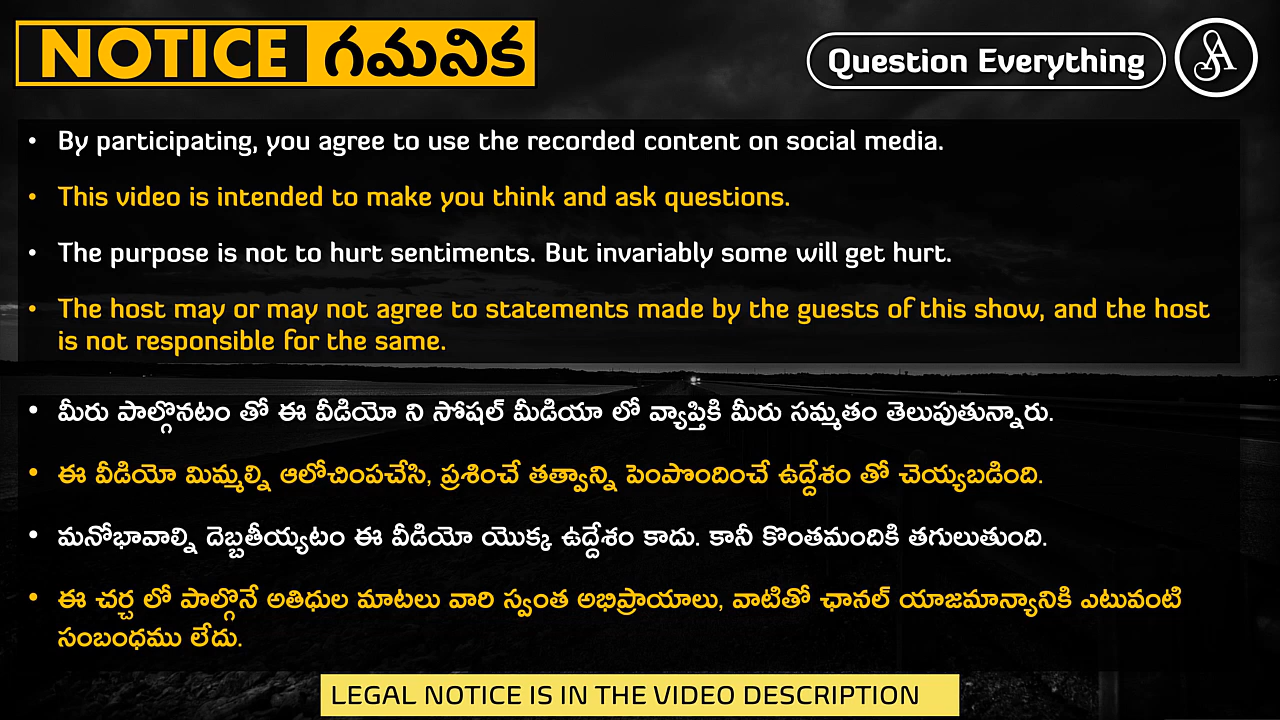 NOTICE గమనిక
Question Everything
SA
• By participating, you agree to use the recorded content on social media.
• This video is intended to make you think and ask questions.
• The purpose is not to hurt sentiments. But invariably some will get hurt.
• The host may or may not agree to statements made by the guests of this show, and the host
is not responsible for the same.
• మీరు పాల్గొనటం తో ఈ వీడియో ని సోషల్ మీడియా లో వ్యాప్తికి మీరు సమ్మతం తెలుపుతున్నారు.
• ఈ వీడియో మిమ్మల్ని ఆలోచింపచేసి, ప్రశించే తత్వాన్ని పెంపొందించే ఉద్దేశం తో చెయ్యబడింది.
• మనోభావాల్ని దెబ్బతీయ్యటం ఈ వీడియో యొక్క ఉద్దేశం కాదు. కానీ కొంతమందికి తగులుతుంది.
• ఈ చర్చ లో పాల్గొనే అతిధుల మాటలు వారి స్వంత అభిప్రాయాలు, వాటితో ఛానల్ యాజమాన్యానికి ఎటువంటి
సంబంధము లేదు.
LEGAL NOTICE IS IN THE VIDEO DESCRIPTION